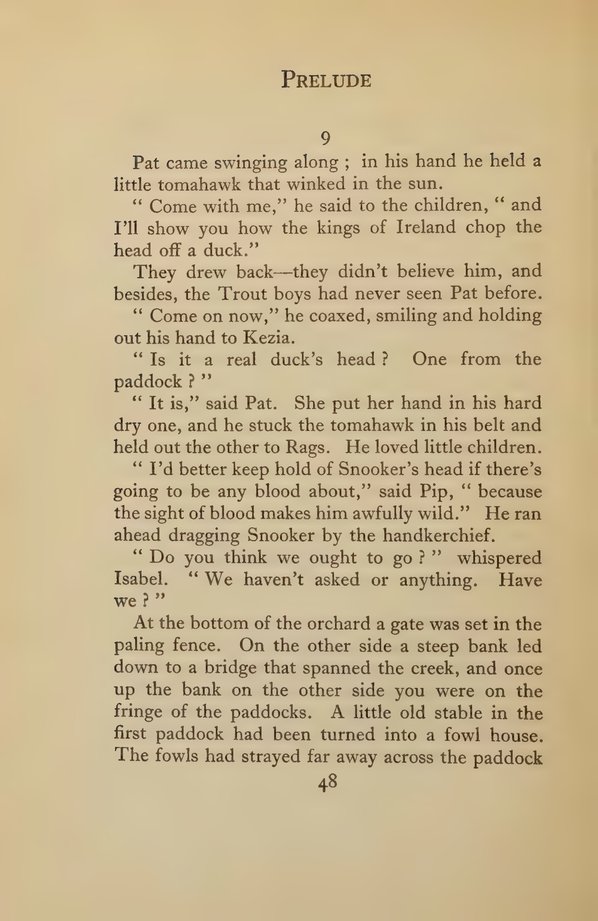 PRELUDE
9
Pat came swinging along ; in his hand he held a
little tomahawk that winked in the sun.
“ Come with me,” he said to the children, “ and
I’ll show you how the kings of Ireland chop the
head off a duck.”
They drew back—they didn’t believe him, and
besides, the Trout boys had never seen Pat before.
“ Come on now,” he coaxed, smiling and holding
out his hand to Kezia.
“ Is it a real duck’s head ? One from the
paddock ? ”
“ It is,” said Pat. She put her hand in his hard
dry one, and he stuck the tomahawk in his belt and
held out the other to Rags. He loved little children.
“ I’d better keep hold of Snooker’s head if there’s
going to be any blood about,” said Pip, “ because
the sight of blood makes him awfully wild.” He ran
ahead dragging Snooker by the handkerchief.
“ Do you think we ought to go ? ” whispered
Isabel. “ We haven’t asked or anything. Have
we ? ”
At the bottom of the orchard a gate was set in the
paling fence. On the other side a steep bank led
down to a bridge that spanned the creek, and once
up the bank on the other side you were on the
fringe of the paddocks. A little old stable in the
first paddock had been turned into a fowl house.
The fowls had strayed far away across the paddock
48